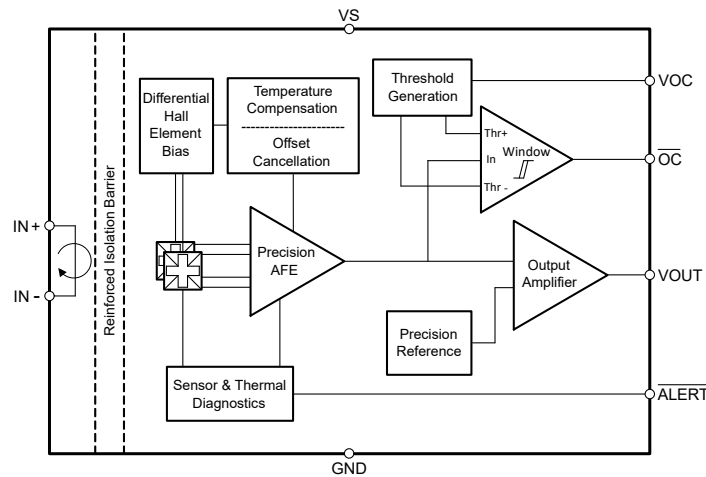 VS
Differential
Hall
Element
Bias
Temperature
Compensation
Offset
Cancellation
Threshold
Generation
VOC
Thr+
In
Window
Thr -
OC
Reinforced Isolation Barrier
IN +
IN -
Precision
AFE
Output
Amplifier
VOUT
Precision
Reference
Sensor & Thermal
Diagnostics
ALERT
GND